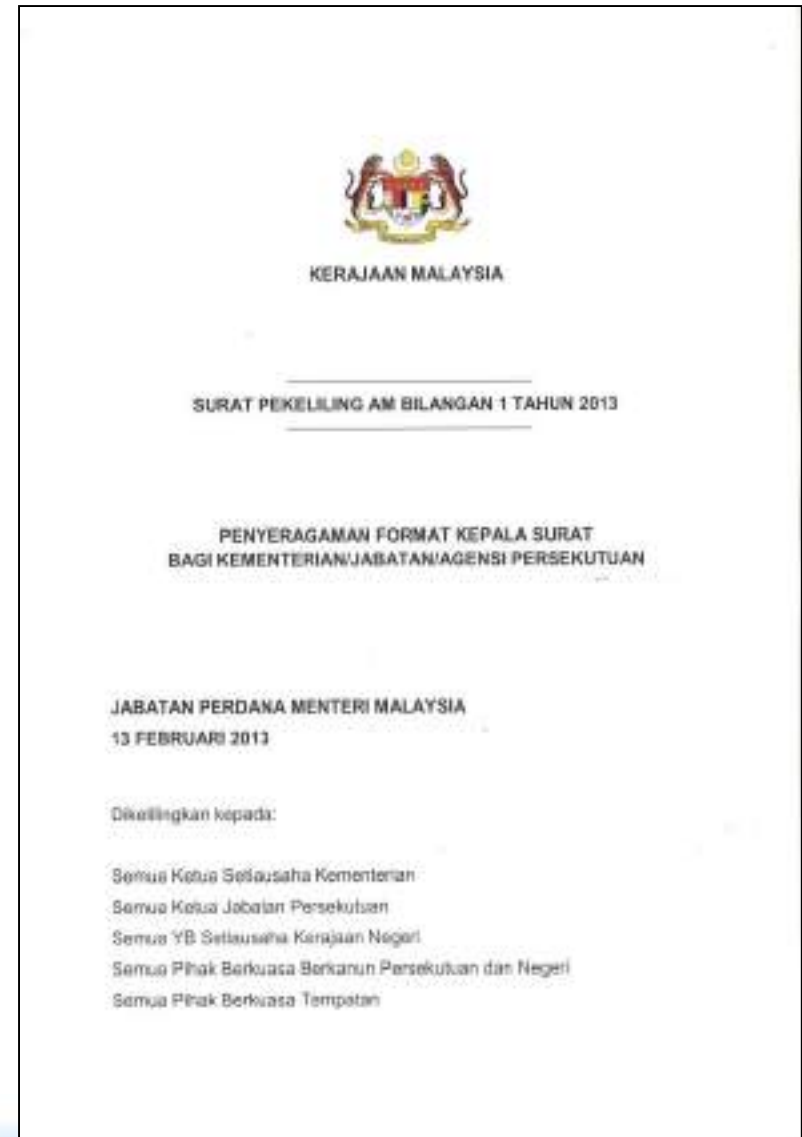 KERAJAAN MALAYSIA
SURAT PEKELILING AM BILANGAN 1 TAHUN 2013
PENYERAGAMAN FORMAT KEPALA SURAT
BAGI KEMENTERIAN/JABATAN/AGENSI PERSEKUTUAN
JABATAN PERDANA MENTERI MALAYSIA
13 FEBRUARI 2013
Dikelilingkan kepada:
Semua Ketua Setiausaha Kementerian
Semua Ketua Jabatan Persekutuan
Semua YB Setiausaha Kerajaan Negeri
Semua Pihak Berkuasa Berkanun Persekutuan dan Negeri
Semua Pihak Berkuasa Tempatan